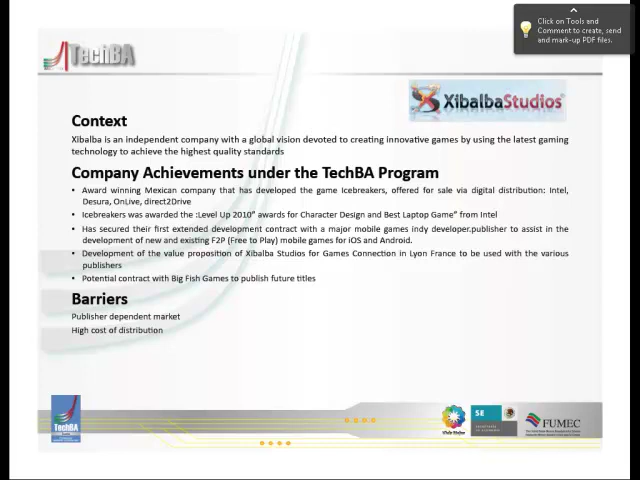 Click on Tools and
Comment to create, send
and mark-up PDF files.
TechBA
XibalbaStudios
Context
Xibalba is an independent company with a global vision devoted to creating innovative games by using the latest gaming
technology to achieve the highest quality standards
Company Achievements under the TechBA Program
• Award winning Mexican company that has developed the game Icebreakers, offered for sale via digital distribution: Intel,
Desura, OnLive, direct2Drive
• Icebreakers was awarded the :Level Up 2010” awards for Character Design and Best Laptop Game” from Intel
• Has secured their first extended development contract with a major mobile games indy developer.publisher to assist in the
development of new and existing F2P (Free to Play) mobile games for iOS and Android.
• Development of the value proposition of Xibalba Studios for Games Connection in Lyon France to be used with the various
publishers
• Potential contract with Big Fish Games to publish future titles
Barriers
Publisher dependent market
High cost of distribution
TechBA
Vivir Mejor
SE
FUMEC